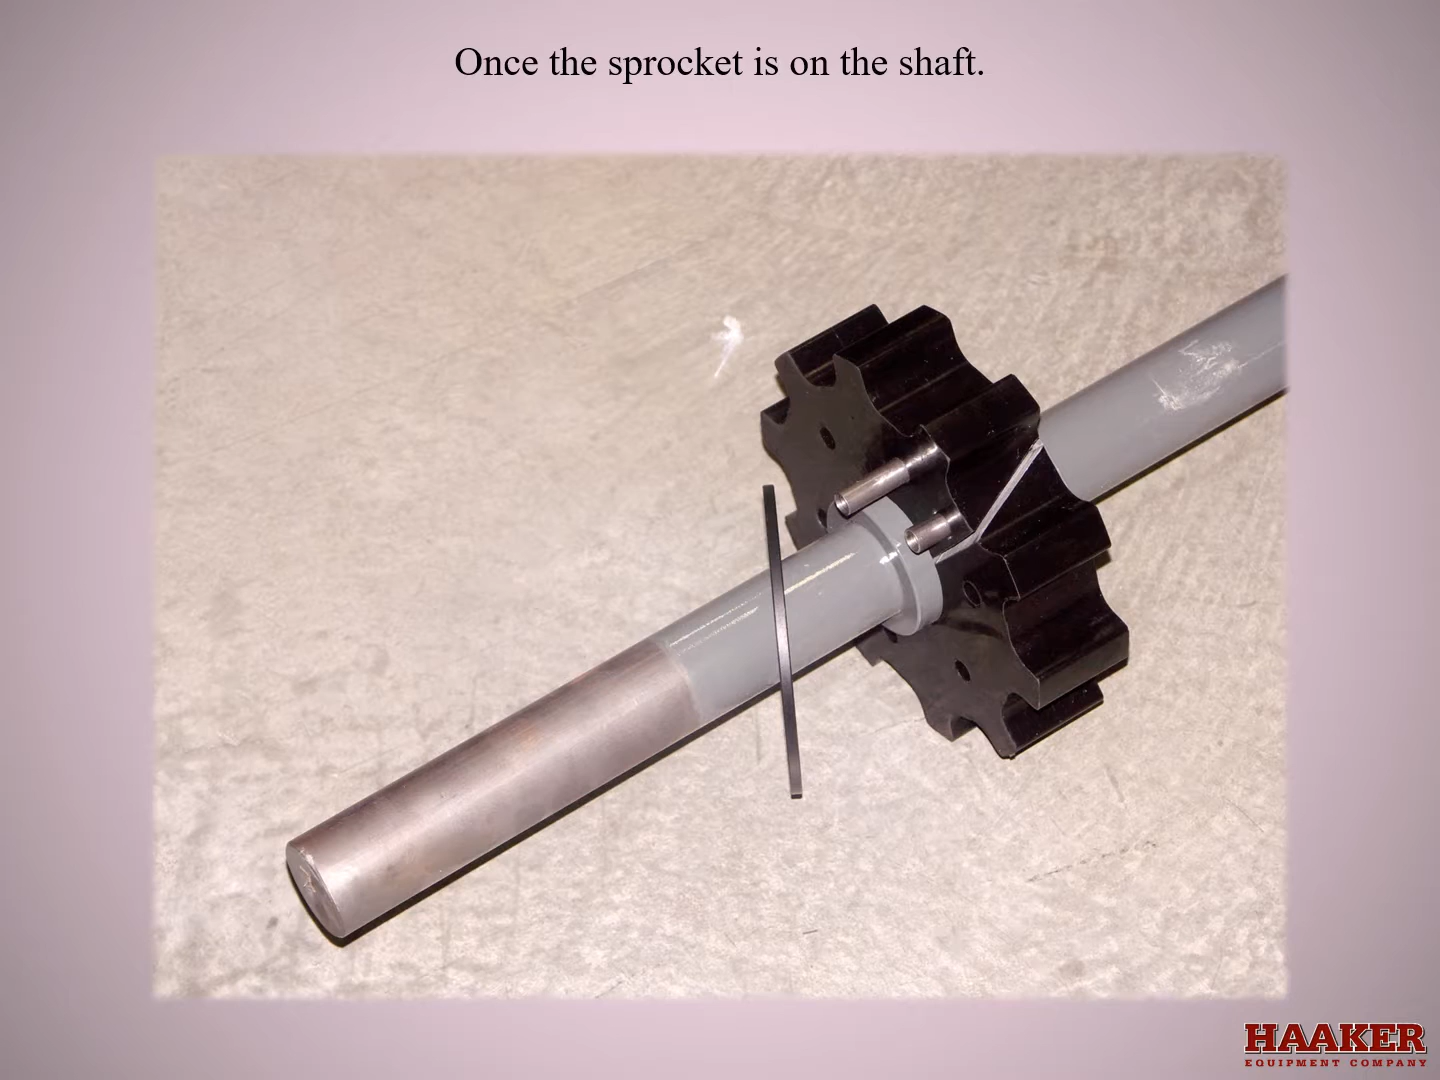 Once the sprocket is on the shaft.
HAAKER
EQUIPMENT COMPANY